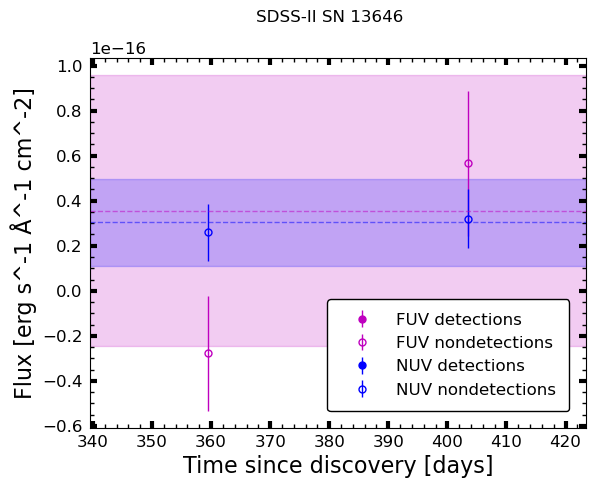 SDSS-II SN 13646
1e−16
1.0
0.8
0.6
0.4
0.2
0.0
−0.2
−0.4
−0.6
Flux [erg s^-1 Å^-1 cm^-2]
FUV detections
FUV nondetections
NUV detections
NUV nondetections
340 350 360 370 380 390 400 410 420
Time since discovery [days]